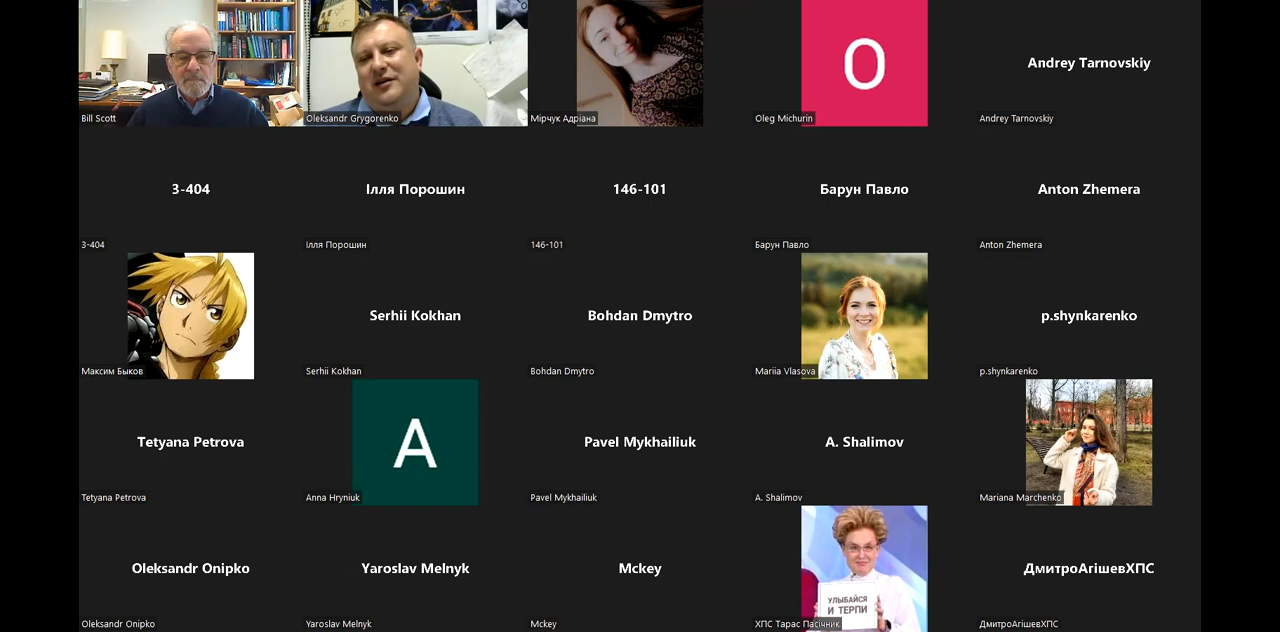 Bill Scott
Oleksandr Grygorenko
Мірчук Адріана
O
Oleg Michurin
Andrey Tarnovskiy
Andrey Tarnovskiy
3-404
3-404
Ілля Порошин
Ілля Порошин
146-101
146-101
Барун Павло
Барун Павло
Anton Zhemera
Anton Zhemera
Максим Быков
Serhii Kokhan
Serhii Kokhan
Bohdan Dmytro
Bohdan Dmytro
Mariia Vlasova
p.shynkarenko
p.shynkarenko
Tetyana Petrova
Tetyana Petrova
A
Anna Hryniuk
Pavel Mykhailiuk
Pavel Mykhailiuk
A. Shalimov
A. Shalimov
Mariana Marchenko
Oleksandr Onipko
Oleksandr Onipko
Yaroslav Melnyk
Yaroslav Melnyk
Mckey
Mckey
УЛЫБАЙСЯ
И ТЕРПИ
ХПС Тарас Пасічник
ДмитроАгішевХПС
ДмитроАгішевХПС